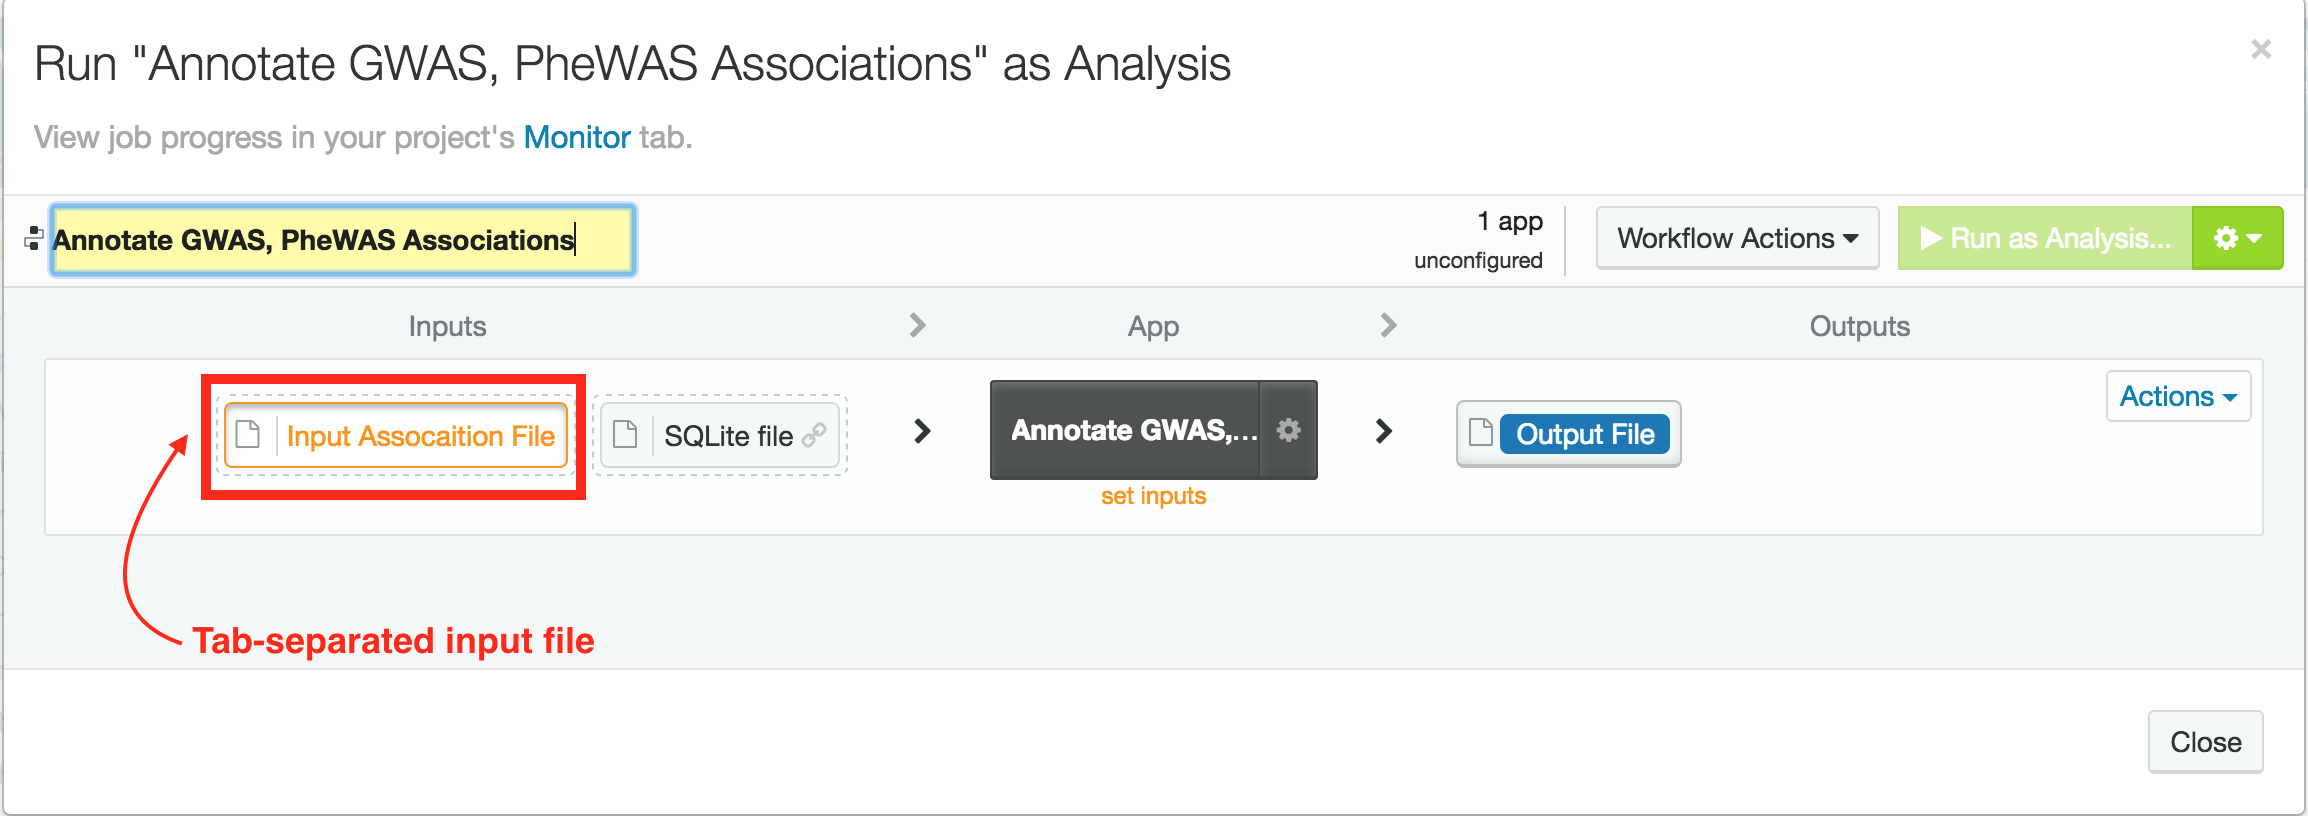 Run "Annotate GWAS, PheWAS Associations" as Analysis
×
View job progress in your project's Monitor tab.
Annotate GWAS, PheWAS Associations
1 app
unconfigured
Workflow Actions
Run as Analysis...
Inputs
App
Outputs
Input Assocaition File
SQLite file
Annotate GWAS,...
set inputs
Output File
Actions
Tab-separated input file
Close